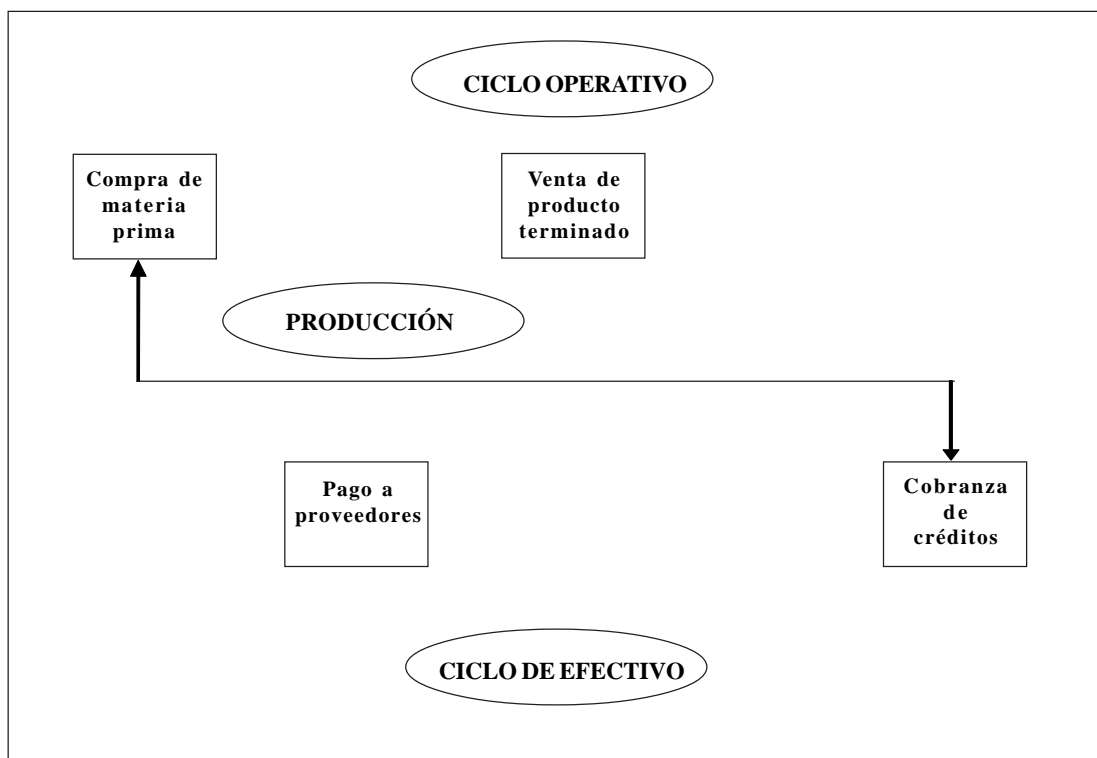 CICLO OPERATIVO
Compra de
materia
prima
Venta de
producto
terminado
PRODUCCIÓN
Pago a
proveedores
Cobranza
de
créditos
CICLO DE EFECTIVO